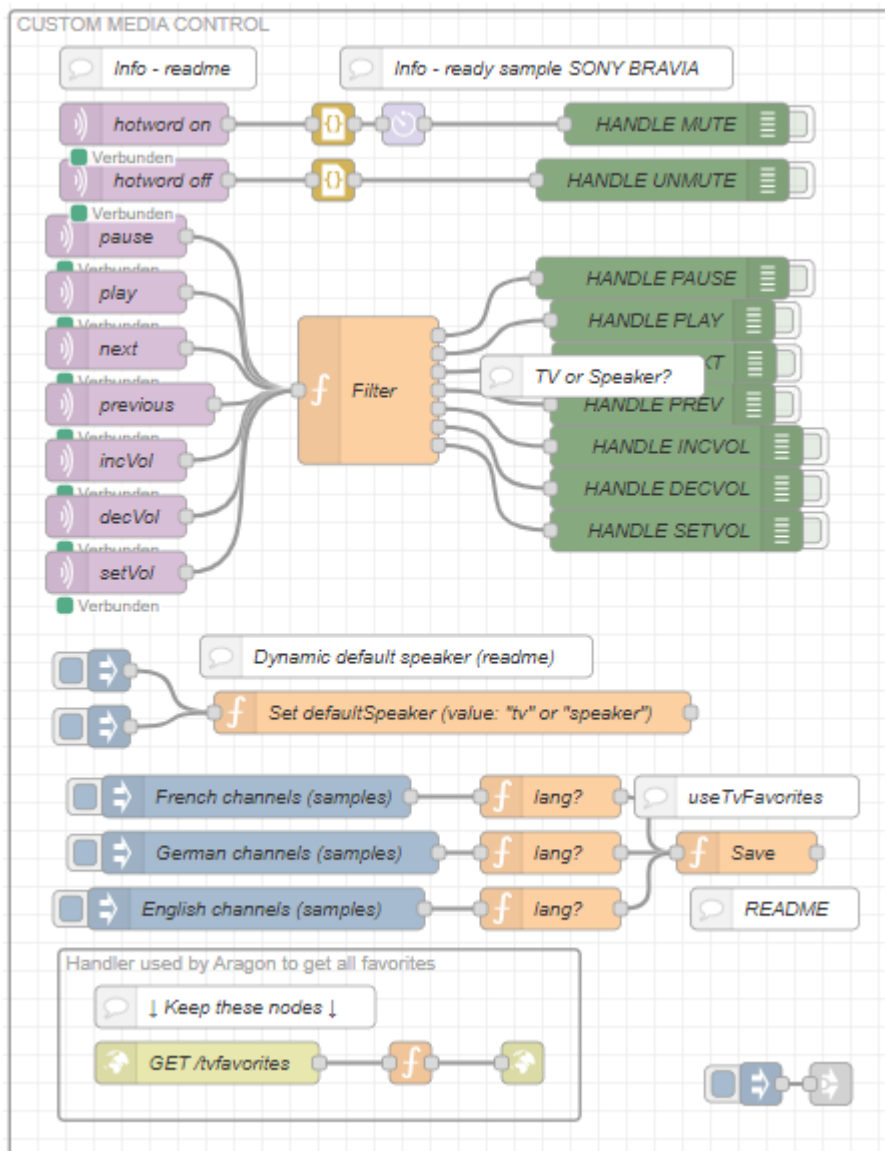 CUSTOM MEDIA CONTROL
Info - readme
Info - ready sample SONY BRAVIA
hotword on
HANDLE MUTE
Verbunden
hotword off
HANDLE UNMUTE
Verbunden
pause
Verbunden
HANDLE PAUSE
play
HANDLE PLAY
Verbunden
next
TV or Speaker?
Verbunden
Filter
previous
HANDLE PREV
Verbunden
incVol
HANDLE INCVOL
Verbunden
decVol
HANDLE DECVOL
Verbunden
setVol
HANDLE SETVOL
Verbunden
Dynamic default speaker (readme)
Set defaultSpeaker (value: "tv" or "speaker")
French channels (samples)
lang?
useTvFavorites
German channels (samples)
lang?
Save
English channels (samples)
lang?
README
Handler used by Aragon to get all favorites
↓ Keep these nodes ↓
GET /tvfavorites